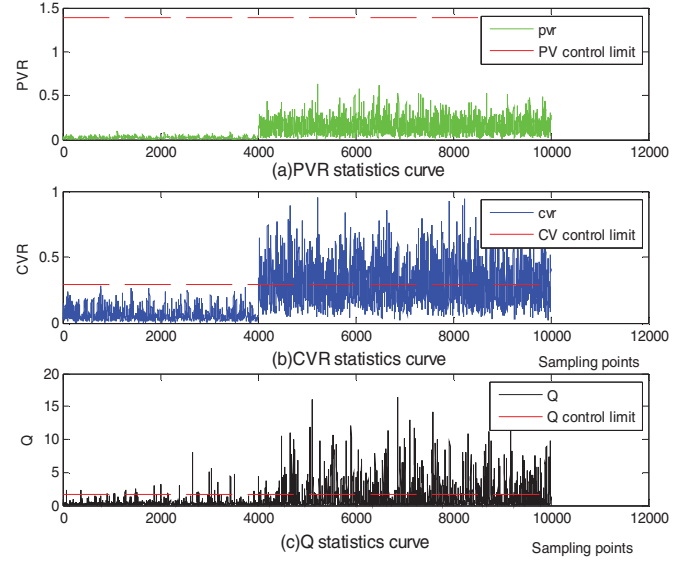 1.5
pvr
PV control limit
1
PVR
0.5
0
0 2000 4000 6000 8000 10000 12000
(a)PVR statistics curve
1
cvr
CV control limit
CVR
0.5
0
0 2000 4000 6000 8000 10000 12000
(b)CVR statistics curve
Sampling points
20
Q
Q control limit
15
Q
10
5
0
0 2000 4000 6000 8000 10000 12000
(c)Q statistics curve
Sampling points